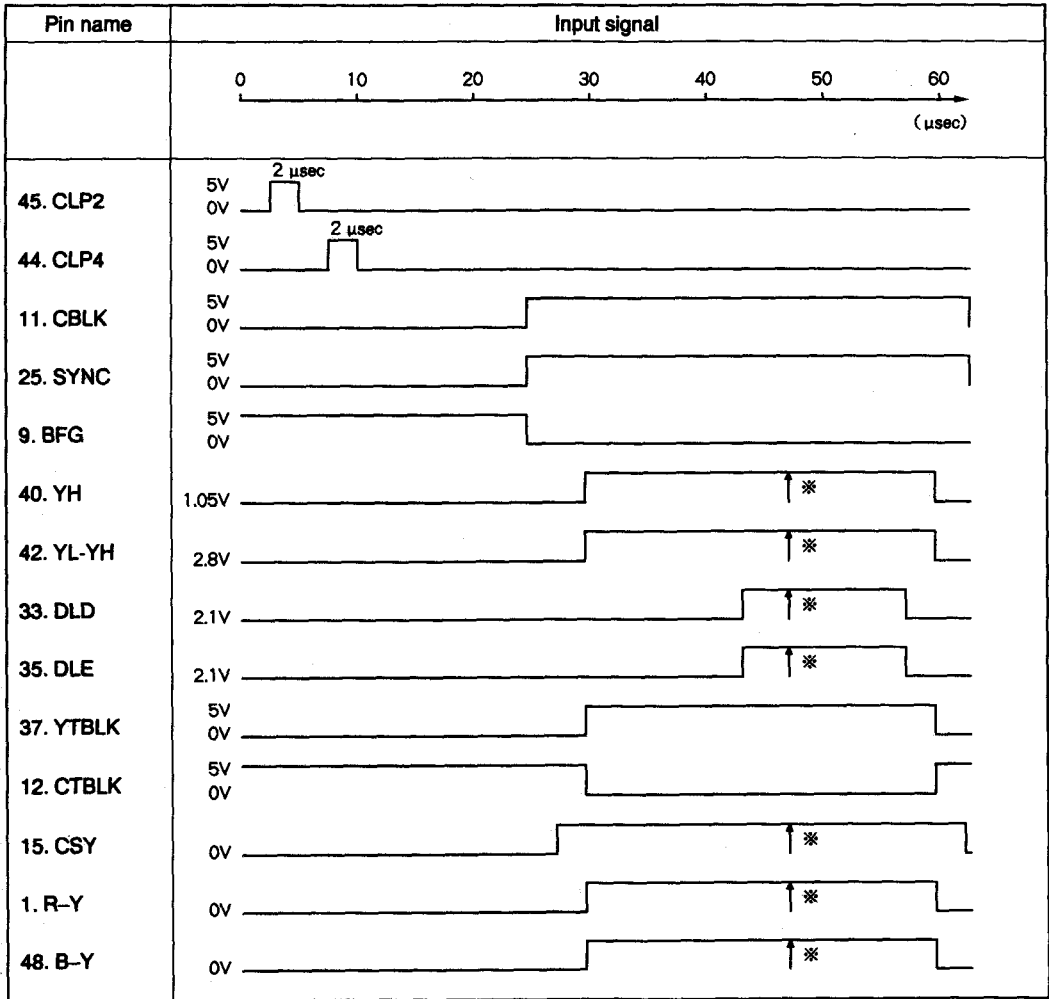 Pin name Input signal
0 10 20 30 40 50 60
(μsec)
2 μsec
45. CLP2 5V
0V
2 μsec
44. CLP4 5V
0V
11. CBLK 5V
0V
25. SYNC 5V
0V
9. BFG 5V
0V
40. YH 1.05V ※
42. YL-YH 2.8V ※
33. DLD 2.1V ※
35. DLE 2.1V ※
37. YTBLK 5V
0V
12. CTBLK 5V
0V
15. CSY 0V ※
1. R–Y 0V ※
48. B–Y 0V ※